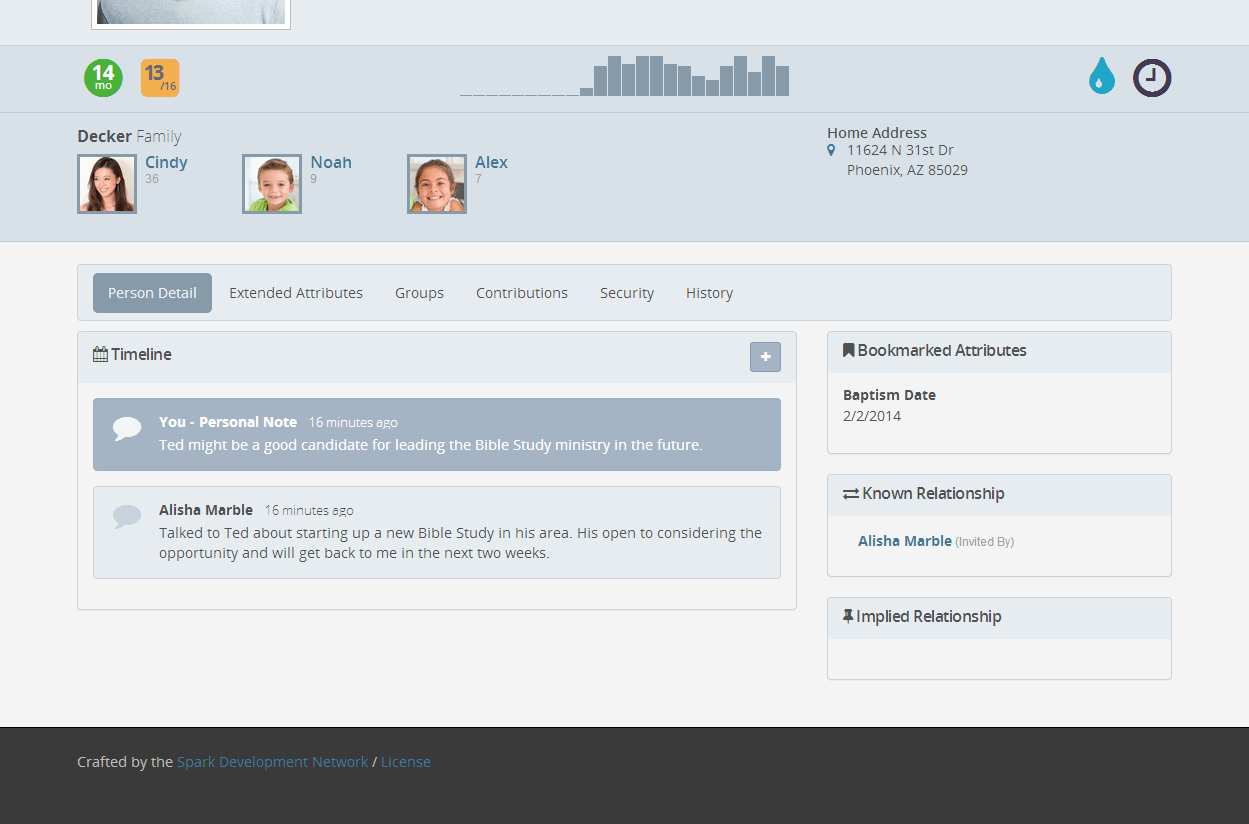 14
mo
13
/16
Decker Family
Cindy
36
Noah
9
Alex
7
Home Address
11624 N 31st Dr
Phoenix, AZ 85029
Person Detail Extended Attributes Groups Contributions Security History
Timeline
You - Personal Note 16 minutes ago
Ted might be a good candidate for leading the Bible Study ministry in the future.
Alisha Marble 16 minutes ago
Talked to Ted about starting up a new Bible Study in his area. His open to considering the
opportunity and will get back to me in the next two weeks.
Bookmarked Attributes
Baptism Date
2/2/2014
Known Relationship
Alisha Marble (Invited By)
Implied Relationship
Crafted by the Spark Development Network / License